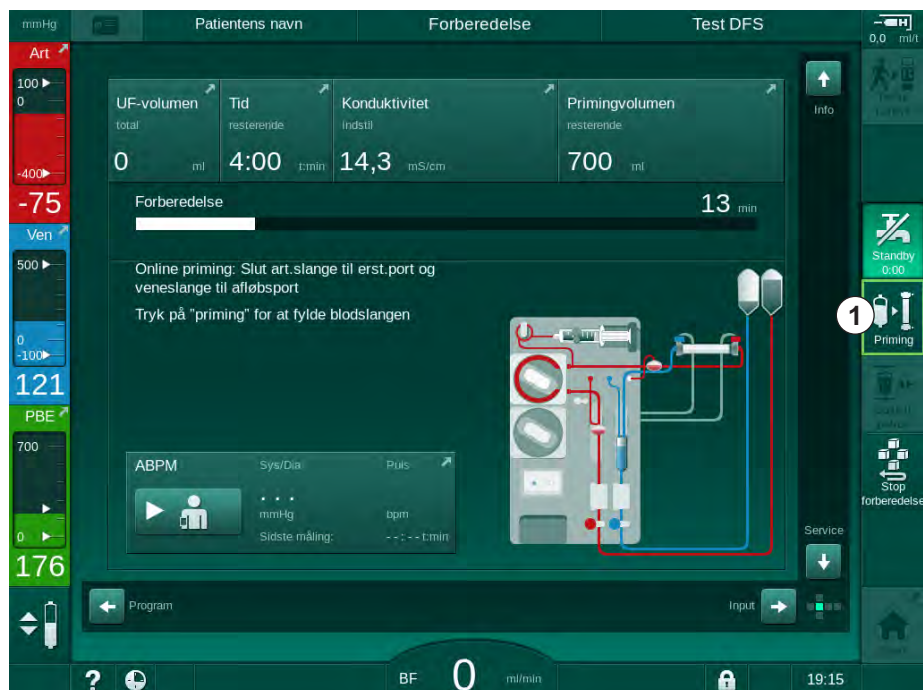 mmHg
Patientens navn
Forberedelse
Test DFS
0,0 ml/t
Art
100
0
-400
-75
Ven
500
0
-100
121
PBE
700
0
176
UF-volumen
total
0 ml
Tid
resterende
4:00 t:min
Konduktivitet
indstil
14,3 mS/cm
Primingvolumen
resterende
700 ml
Forberedelse
13 min
Online priming: Slut art.slange til erst.port og
veneslange til afløbsport
Tryk på "priming" for at fylde blodslangen
ABPM
Sys/Dia
Puls
. . .
mmHg
bpm
Sidste måling:
--:-- t:min
Info
Service
Standby
0:00
1
Priming
Stop
forberedelse
Program
Input
?
BF 0 ml/min
19:15